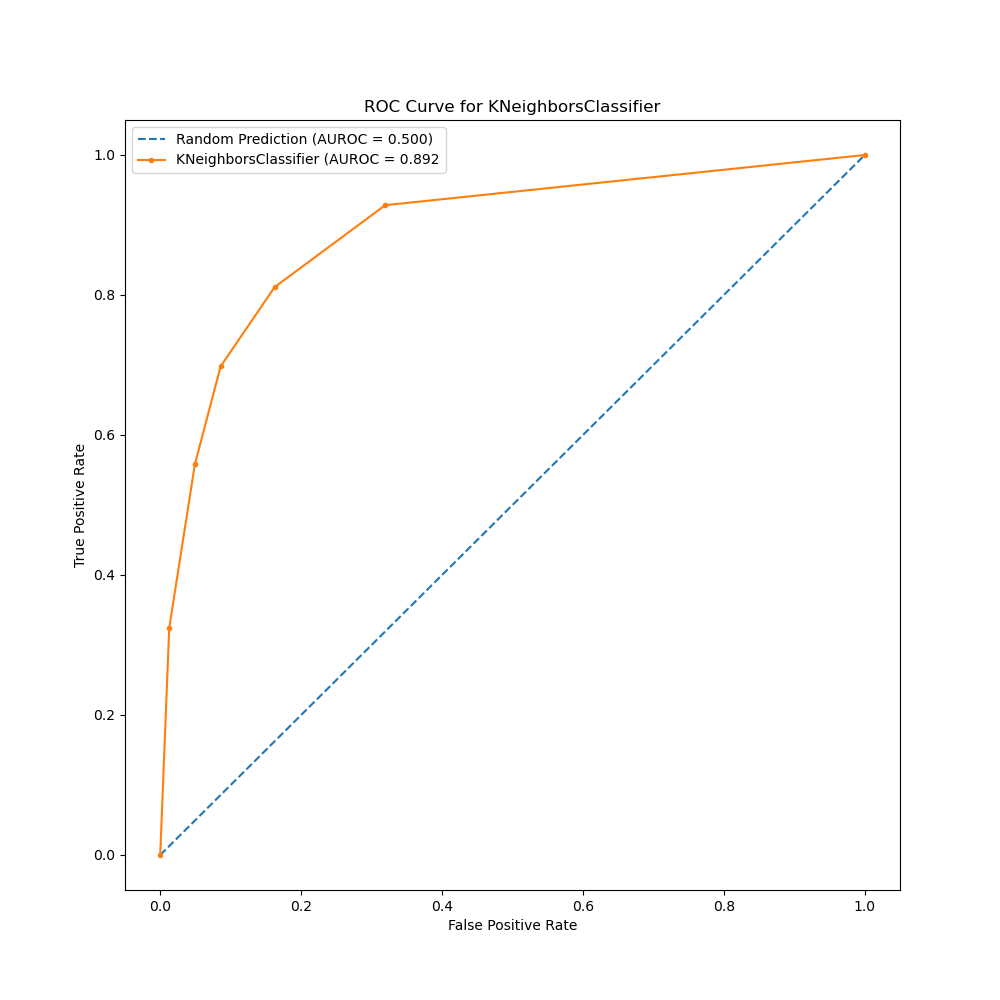 ROC Curve for KNeighborsClassifier
Random Prediction (AUROC = 0.500)
KNeighborsClassifier (AUROC = 0.892
1.0
0.8
0.6
0.4
0.2
0.0
True Positive Rate
0.0 0.2 0.4 0.6 0.8 1.0
False Positive Rate